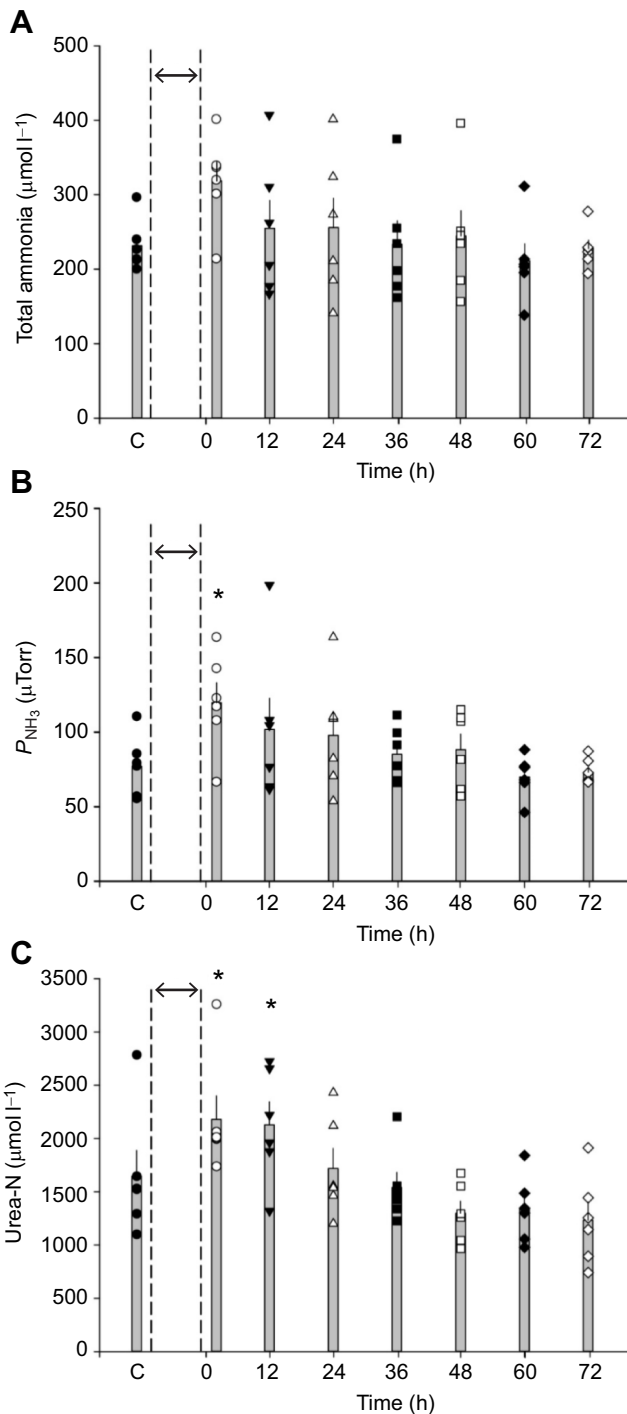 A
500
400
300
200
100
0
Total ammonia (µmol l⁻¹)
C 0 12 24 36 48 60 72
Time (h)
B
250
200
150
100
50
0
P_NH₃ (µTorr)
*
C 0 12 24 36 48 60 72
Time (h)
C
3500
3000
2500
2000
1500
1000
500
0
Urea-N (µmol l⁻¹)
* *
C 0 12 24 36 48 60 72
Time (h)